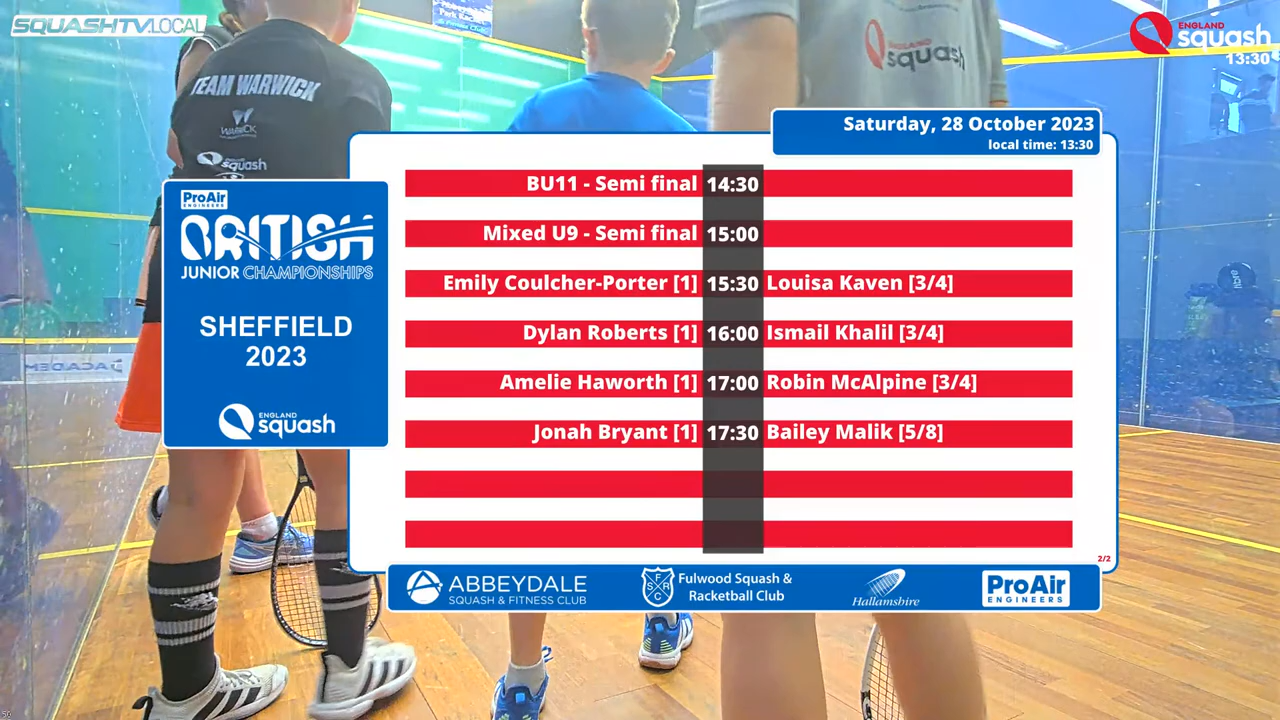 SQUASHTV.LOCAL
ENGLAND
squash
13:30
TEAM WARWICK
squash
ENGLAND
squash
Saturday, 28 October 2023
local time: 13:30
ProAir
ENGINEERS
BRITISH
JUNIOR CHAMPIONSHIPS
SHEFFIELD
2023
ENGLAND
squash
BU11 - Semi final 14:30
Mixed U9 - Semi final 15:00
Emily Coulcher-Porter [1] 15:30 Louisa Kaven [3/4]
Dylan Roberts [1] 16:00 Ismail Khalil [3/4]
Amelie Haworth [1] 17:00 Robin McAlpine [3/4]
Jonah Bryant [1] 17:30 Bailey Malik [5/8]
2/2
ABBEYDALE
SQUASH & FITNESS CLUB
FSRC
Fulwood Squash &
Racketball Club
Hallamshire
ProAir
ENGINEERS